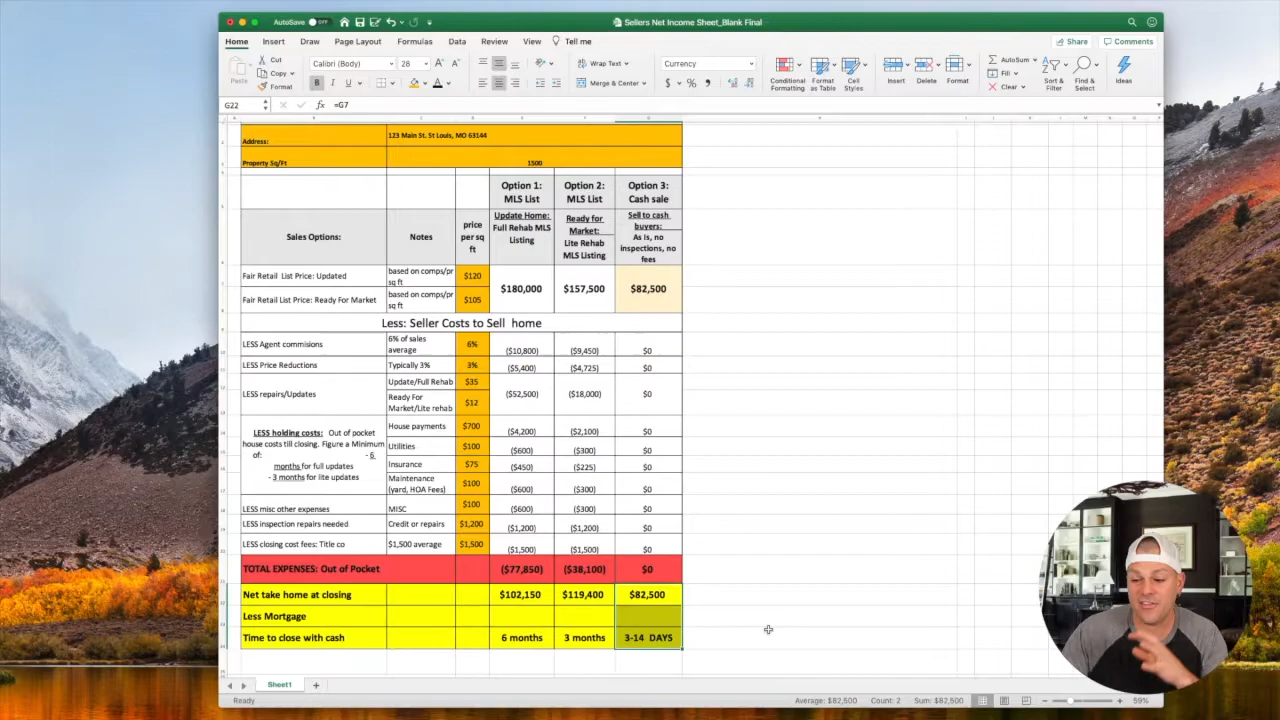 AutoSave OFF
Sellers Net Income Sheet_Blank Final
Home Insert Draw Page Layout Formulas Data Review View Tell me
Share Comments
Paste
Cut
Copy
Format
Calibri (Body) 28
B I U
Wrap Text
Merge & Center
Currency
$ %
Conditional Formatting
Format as Table
Cell Styles
Insert
Delete
Format
AutoSum
Fill
Clear
Sort & Filter
Find & Select
Ideas
G22 fx =G7
Address: 123 Main St. St Louis, MO 63144
Property Sq/Ft 1500
Option 1: MLS List
Option 2: MLS List
Option 3: Cash sale
Sales Options: Notes
price per sq ft
Update Home: Full Rehab MLS Listing
Ready for Market: Lite Rehab MLS Listing
Sell to cash buyers: As is, no inspections, no fees
Fair Retail List Price: Updated based on comps/pr sq ft $120
Fair Retail List Price: Ready For Market based on comps/pr sq ft $105
$180,000 $157,500 $82,500
Less: Seller Costs to Sell home
LESS Agent commisions 6% of sales average 6% ($10,800) ($9,450) $0
LESS Price Reductions Typically 3% 3% ($5,400) ($4,725) $0
LESS repairs/Updates Update/Full Rehab $35 ($52,500) ($18,000) $0
Ready For Market/Lite rehab $12
LESS holding costs: Out of pocket
house costs till closing. Figure a Minimum
of: - 6
months for full updates
- 3 months for lite updates
House payments $700 ($4,200) ($2,100) $0
Utilities $100 ($600) ($300) $0
Insurance $75 ($450) ($225) $0
Maintenance (yard, HOA Fees) $100 ($600) ($300) $0
LESS misc other expenses MISC $100 ($600) ($300) $0
LESS inspection repairs needed Credit or repairs $1,200 ($1,200) ($1,200) $0
LESS closing cost fees: Title co $1,500 average $1,500 ($1,500) ($1,500) $0
TOTAL EXPENSES: Out of Pocket ($77,850) ($38,100) $0
Net take home at closing $102,150 $119,400 $82,500
Less Mortgage
Time to close with cash 6 months 3 months 3-14 DAYS
Sheet1
Ready Average: $82,500 Count: 2 Sum: $82,500 59%